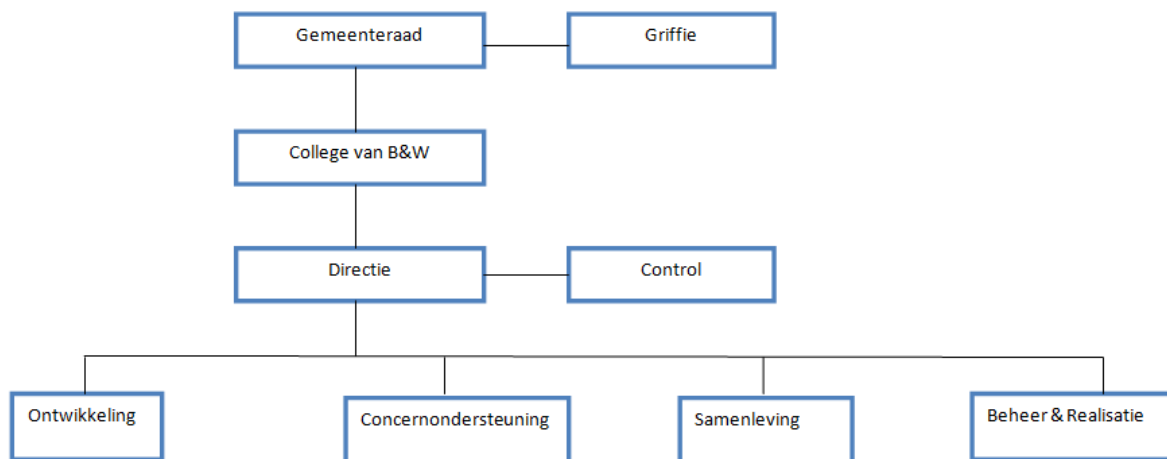 Gemeenteraad
Griffie
College van B&W
Directie
Control
Ontwikkeling
Concernondersteuning
Samenleving
Beheer & Realisatie